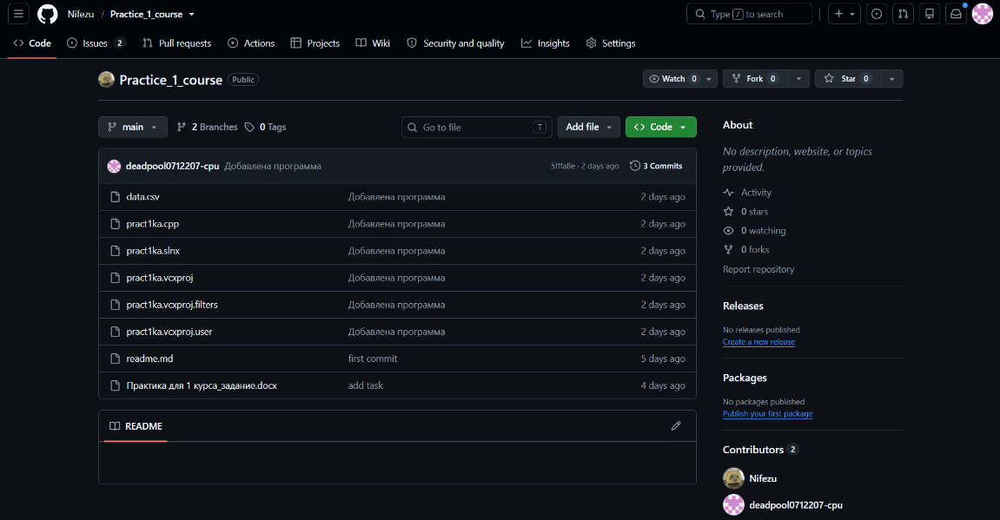 Nifezu / Practice_1_course
Type / to search
Code
Issues 2
Pull requests
Actions
Projects
Wiki
Security and quality
Insights
Settings
Practice_1_course Public
Watch 0
Fork 0
Star 0
main
2 Branches
0 Tags
Go to file T
Add file
Code
deadpool0712207-cpu Добавлена программа 5fffa8e · 2 days ago 3 Commits
data.csv Добавлена программа 2 days ago
pract1ka.cpp Добавлена программа 2 days ago
pract1ka.slnx Добавлена программа 2 days ago
pract1ka.vcxproj Добавлена программа 2 days ago
pract1ka.vcxproj.filters Добавлена программа 2 days ago
pract1ka.vcxproj.user Добавлена программа 2 days ago
readme.md first commit 5 days ago
Практика для 1 курса_задание.docx add task 4 days ago
README
About
No description, website, or topics
provided.
Activity
0 stars
0 watching
0 forks
Report repository
Releases
No releases published
Create a new release
Packages
No packages published
Publish your first package
Contributors 2
Nifezu
deadpool0712207-cpu